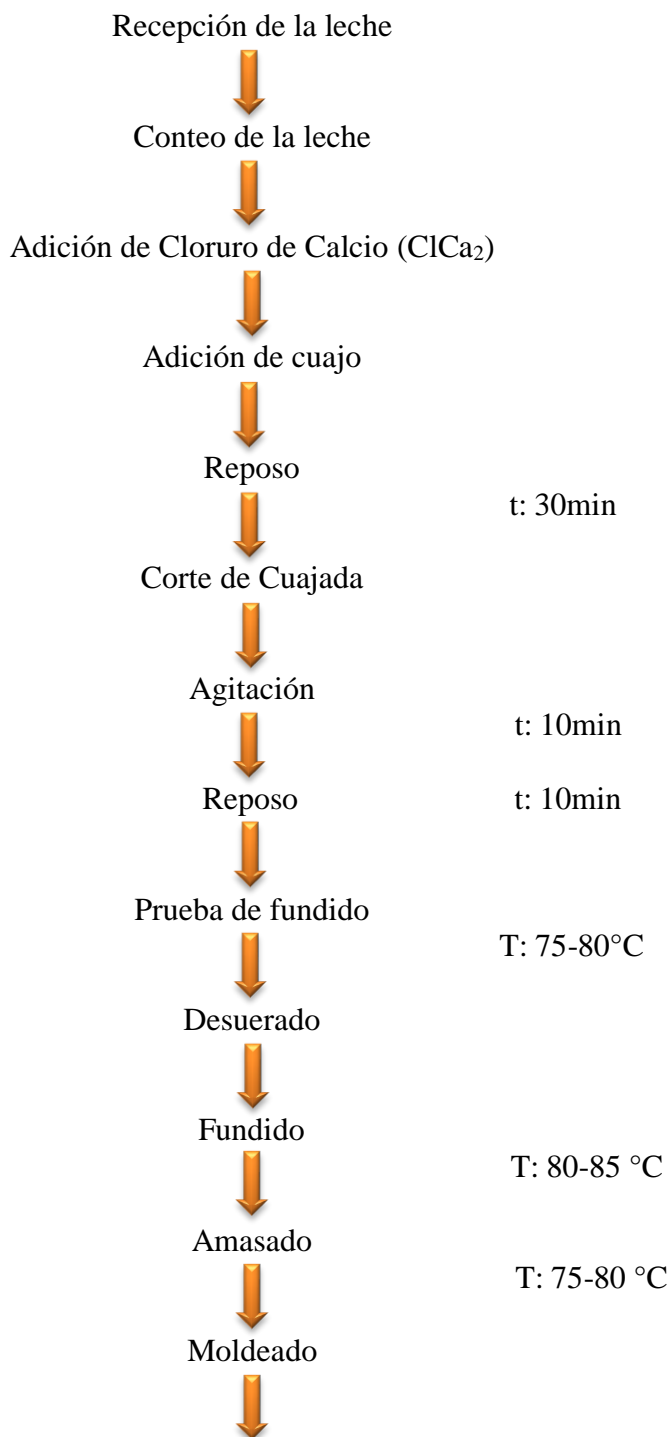 Recepción de la leche
Conteo de la leche
Adición de Cloruro de Calcio (ClCa₂)
Adición de cuajo
Reposo
t: 30min
Corte de Cuajada
Agitación
t: 10min
Reposo t: 10min
Prueba de fundido
T: 75-80°C
Desuerado
Fundido
T: 80-85 °C
Amasado
T: 75-80 °C
Moldeado